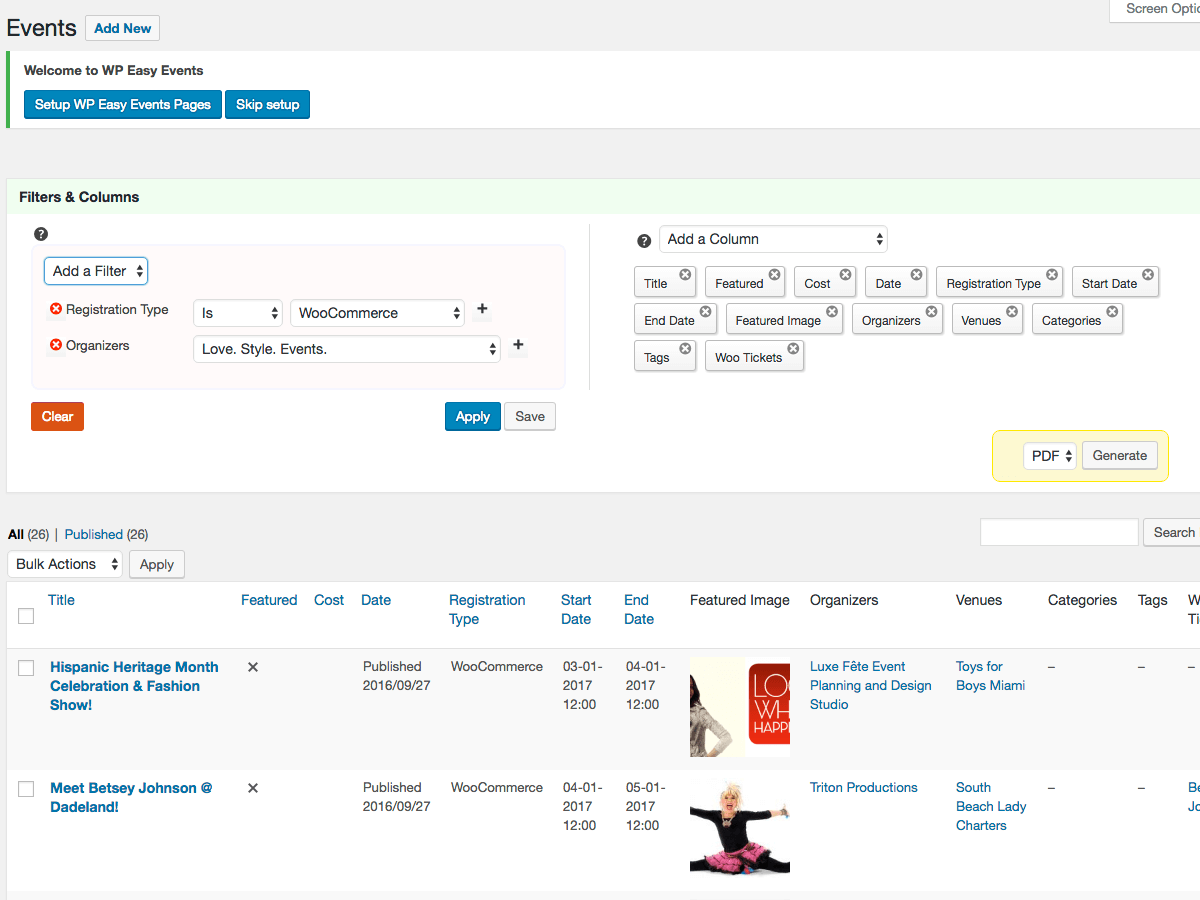 Screen Optio
Events Add New
Welcome to WP Easy Events
Setup WP Easy Events Pages Skip setup
Filters & Columns
Add a Filter
Registration Type Is WooCommerce
Organizers Love. Style. Events.
Clear Apply Save
Add a Column
Title Featured Cost Date Registration Type Start Date
End Date Featured Image Organizers Venues Categories
Tags Woo Tickets
PDF Generate
All (26) | Published (26)
Search
Bulk Actions Apply
Title Featured Cost Date Registration Type Start Date End Date Featured Image Organizers Venues Categories Tags W
Ti
Hispanic Heritage Month
Celebration & Fashion
Show!
Published
2016/09/27
WooCommerce
03-01-
2017
12:00
04-01-
2017
12:00
LOO
WH
HAPPE
Luxe Fête Event
Planning and Design
Studio
Toys for
Boys Miami
–
–
–
Meet Betsey Johnson @
Dadeland!
Published
2016/09/27
WooCommerce
04-01-
2017
12:00
05-01-
2017
12:00
Triton Productions
South
Beach Lady
Charters
–
–
Be
Jo